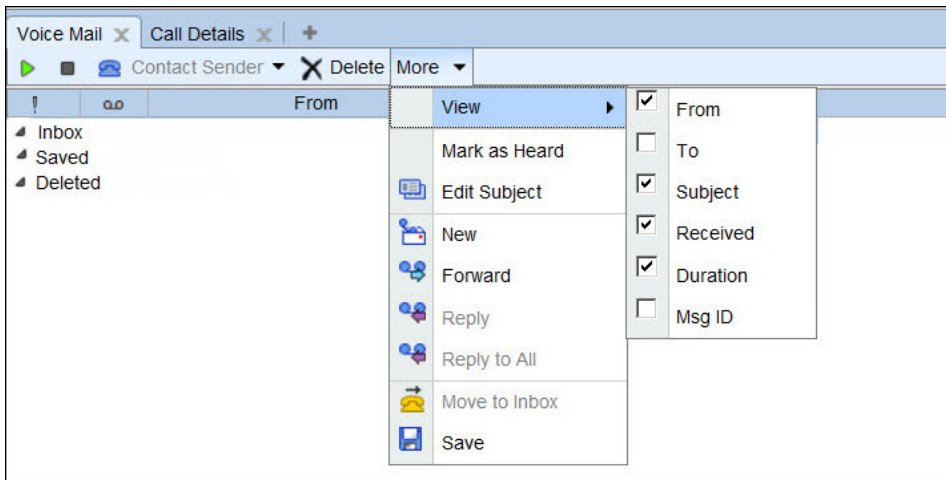 Voice Mail Call Details
Contact Sender Delete More
From
Inbox
Saved
Deleted
View
Mark as Heard
Edit Subject
New
Forward
Reply
Reply to All
Move to Inbox
Save
From
To
Subject
Received
Duration
Msg ID